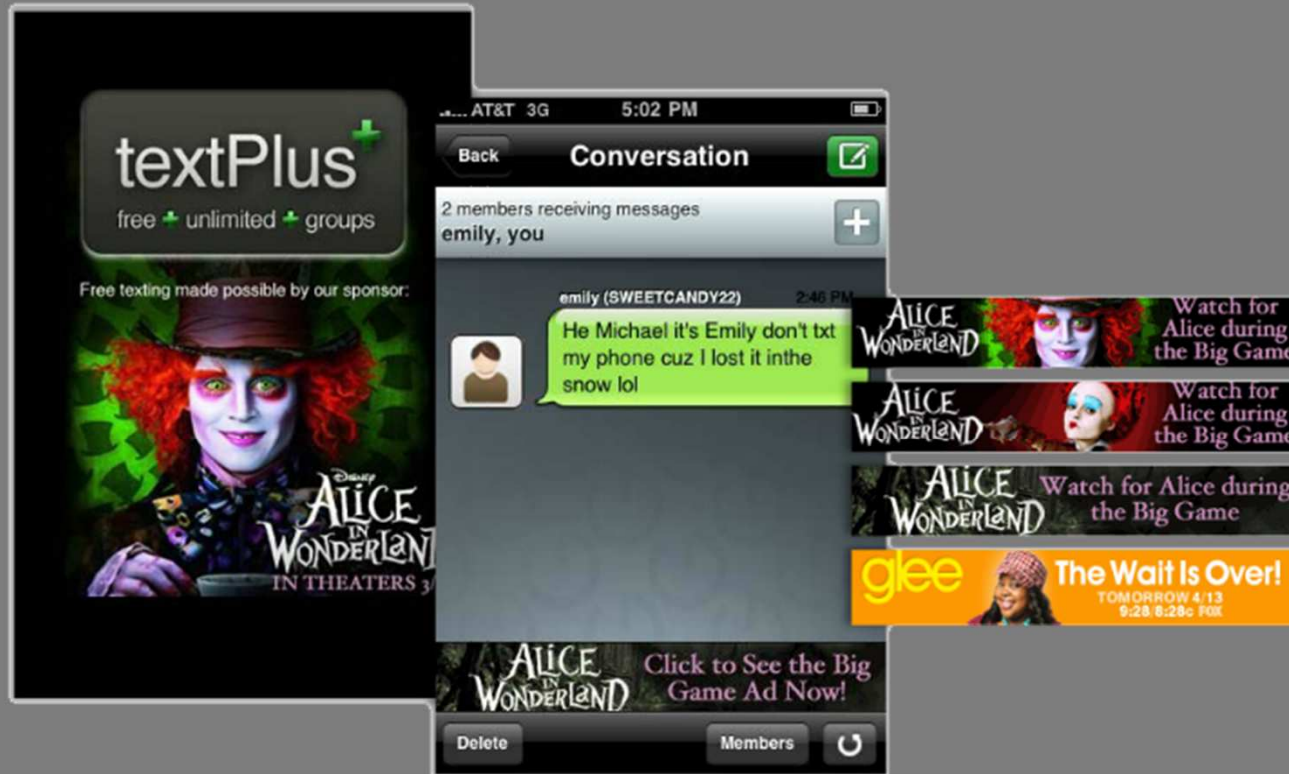 textPlus+
free + unlimited + groups
Free texting made possible by our sponsor:
Disney
ALICE
IN
WONDERLAN
IN THEATERS 3/
AT&T 3G 5:02 PM
Back Conversation
2 members receiving messages
emily, you
emily (SWEETCANDY22) 2:46 PM
He Michael it's Emily don't txt
my phone cuz I lost it inthe
snow lol
ALICE
IN
WONDERLAND
Click to See the Big
Game Ad Now!
Delete Members
ALICE
IN
WONDERLAND
Watch for
Alice during
the Big Game
ALICE
IN
WONDERLAND
Watch for
Alice during
the Big Game
ALICE
IN
WONDERLAND
Watch for Alice during
the Big Game
glee
The Wait Is Over!
TOMORROW 4/13
9:28/8:28c FOX